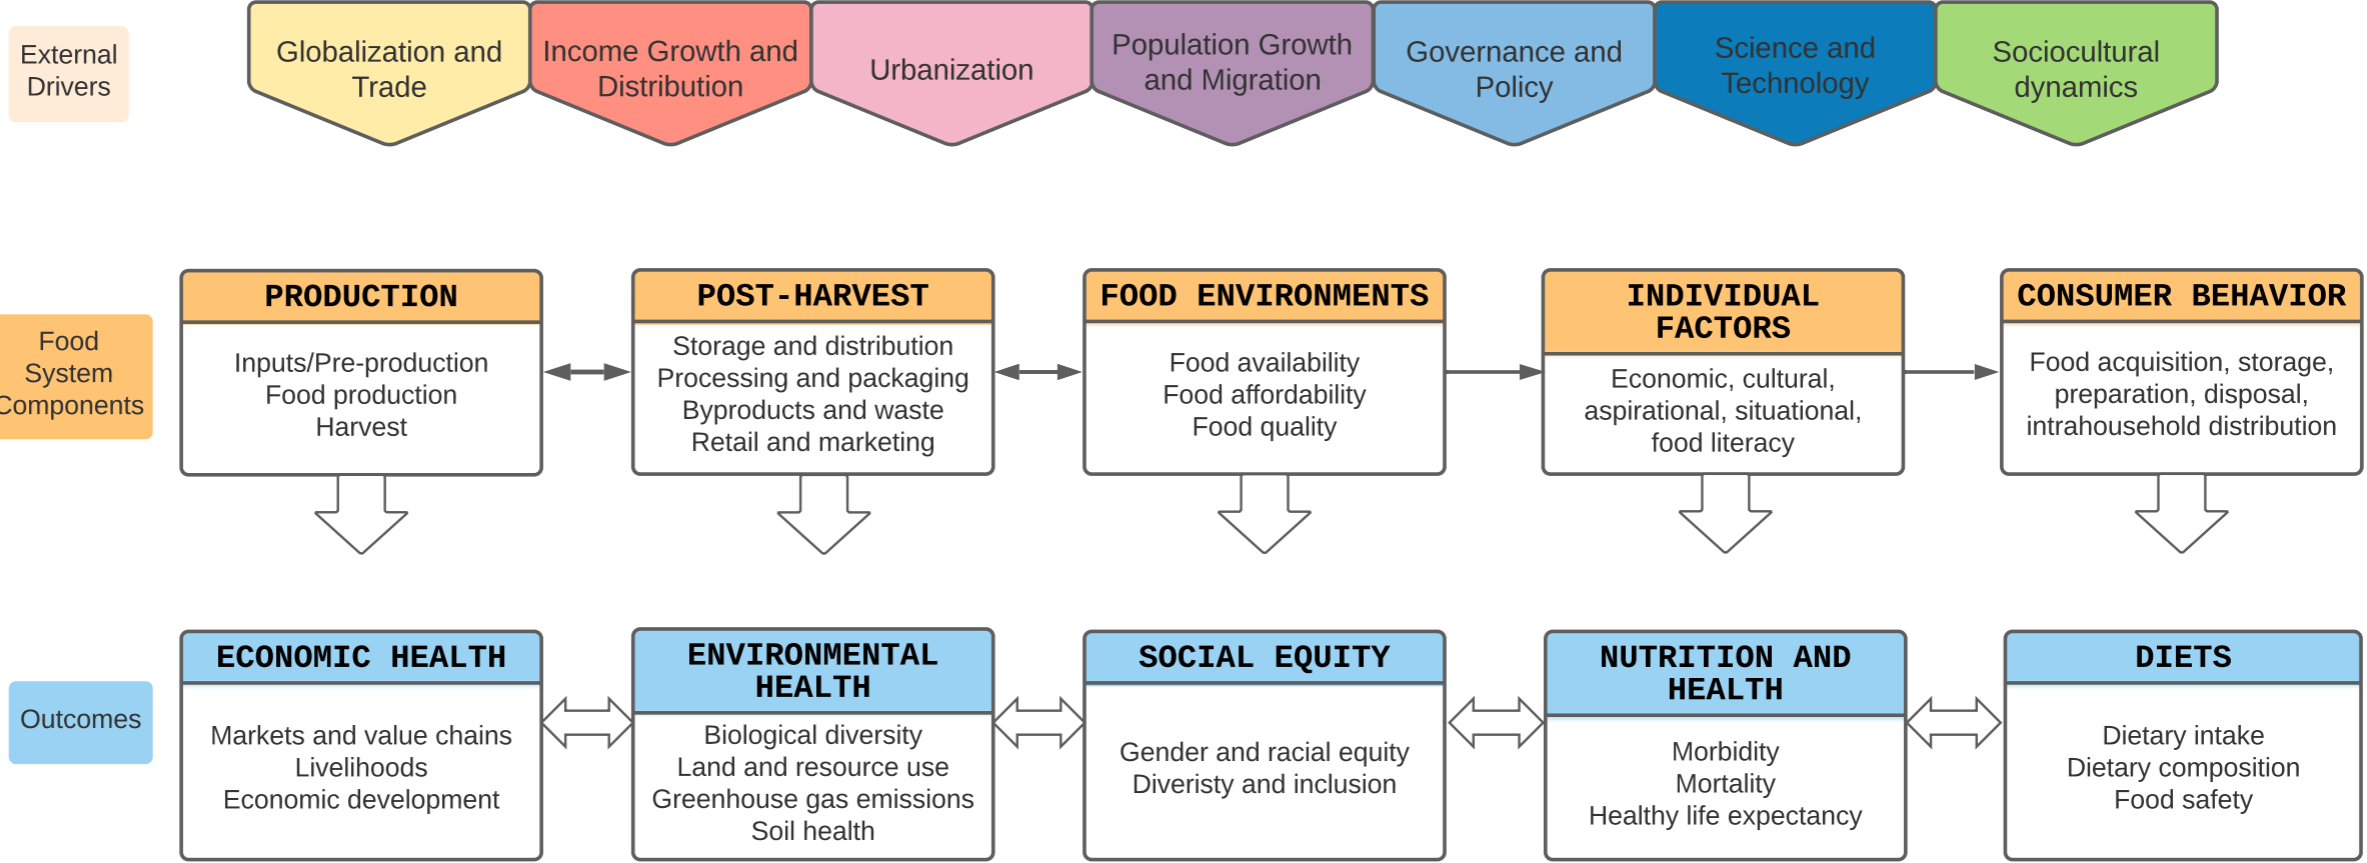 External
Drivers
Globalization and
Trade
Income Growth and
Distribution
Urbanization
Population Growth
and Migration
Governance and
Policy
Science and
Technology
Sociocultural
dynamics
Food
System
Components
PRODUCTION
Inputs/Pre-production
Food production
Harvest
POST-HARVEST
Storage and distribution
Processing and packaging
Byproducts and waste
Retail and marketing
FOOD ENVIRONMENTS
Food availability
Food affordability
Food quality
INDIVIDUAL
FACTORS
Economic, cultural,
aspirational, situational,
food literacy
CONSUMER BEHAVIOR
Food acquisition, storage,
preparation, disposal,
intrahousehold distribution
Outcomes
ECONOMIC HEALTH
Markets and value chains
Livelihoods
Economic development
ENVIRONMENTAL
HEALTH
Biological diversity
Land and resource use
Greenhouse gas emissions
Soil health
SOCIAL EQUITY
Gender and racial equity
Diveristy and inclusion
NUTRITION AND
HEALTH
Morbidity
Mortality
Healthy life expectancy
DIETS
Dietary intake
Dietary composition
Food safety